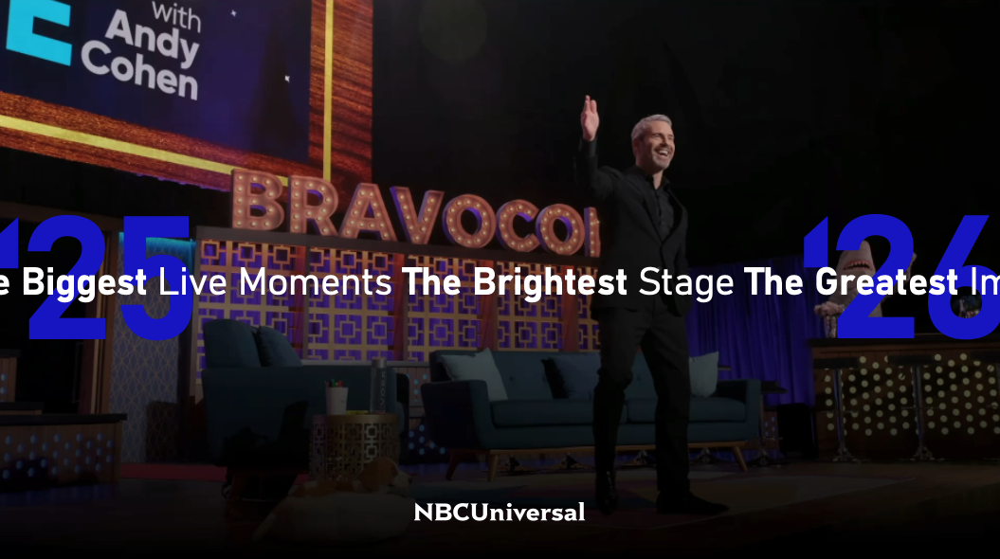 with
Andy
Cohen
BRAVOCO
'25
'26
Biggest Live Moments The Brightest Stage The Greatest
NBCUniversal